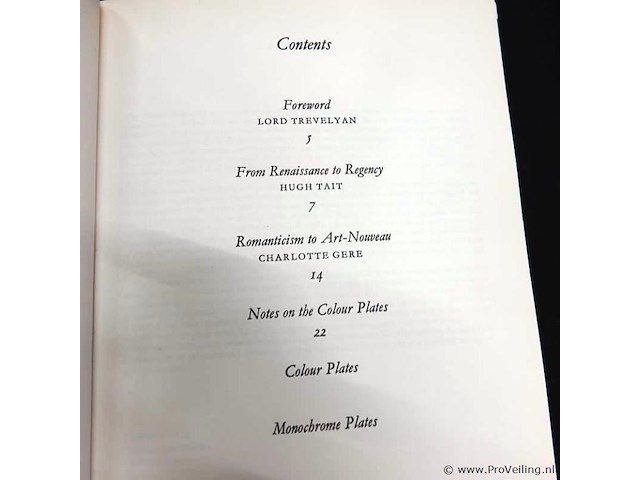 Contents
Foreword
LORD TREVELYAN
5
From Renaissance to Regency
HUGH TAIT
7
Romanticism to Art-Nouveau
CHARLOTTE GERE
14
Notes on the Colour Plates
22
Colour Plates
Monochrome Plates
© www.ProVeiling.nl